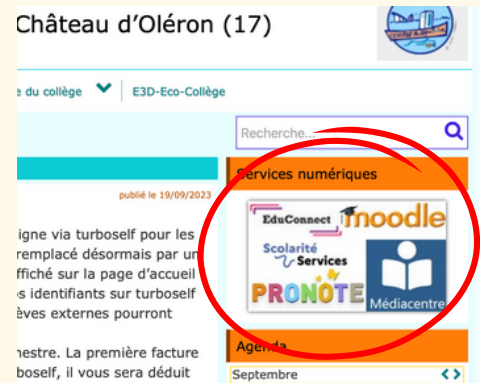 Château d'Oléron (17)
e du collège
E3D-Eco-Collège
Recherche...
publié le 19/09/2023
igne via turboself pour les
remplacé désormais par un
ffiché sur la page d'accueil
s identifiants sur turboself
èves externes pourront
nestre. La première facture
boself, il vous sera déduit
Services numériques
EduConnect
moodle
Scolarité
Services
PRONOTE
Médiacentre
Agenda
Septembre